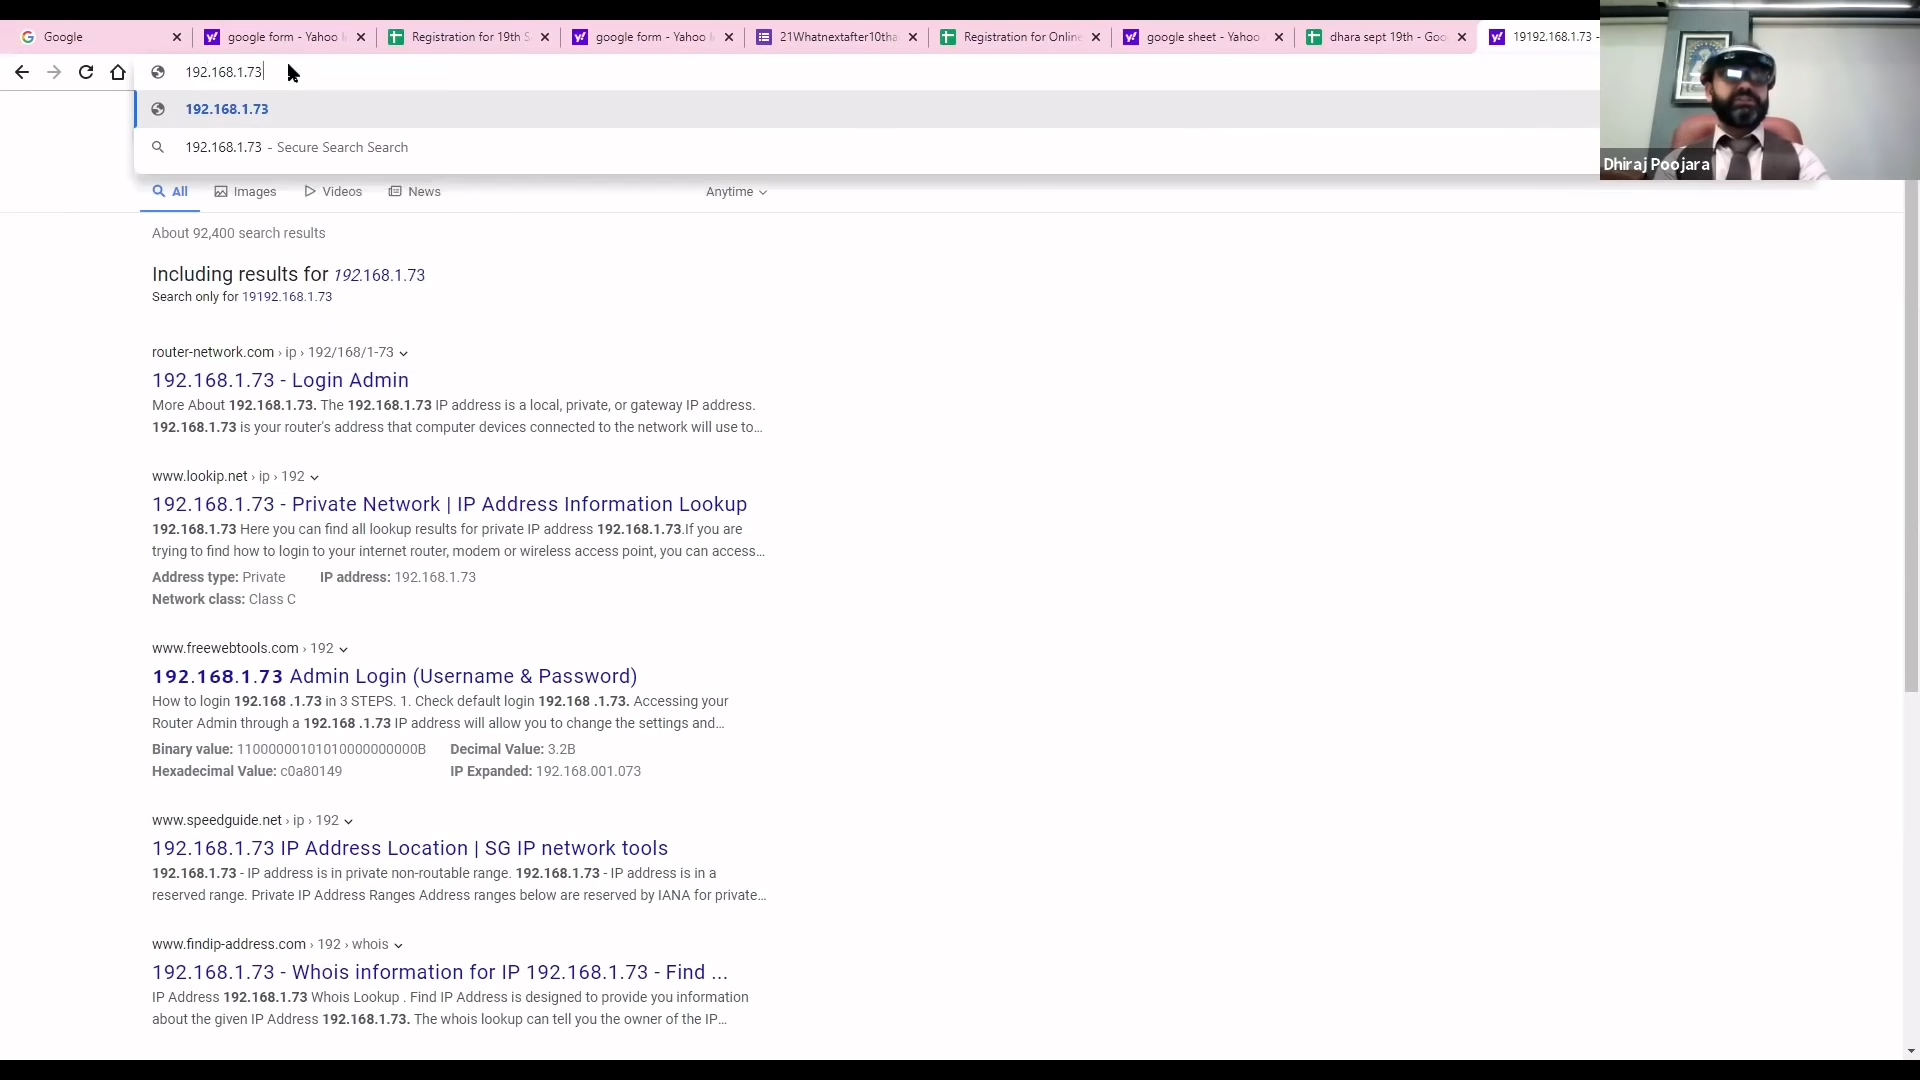 Google
google form - Yahoo I
Registration for 19th S
google form - Yahoo I
21Whatnextafter10tha
Registration for Online
google sheet - Yahoo
dhara sept 19th - Goo
19192.168.1.73 -
192.168.1.73
192.168.1.73
192.168.1.73 - Secure Search Search
Dhiraj Poojara
All
Images
Videos
News
Anytime
About 92,400 search results
Including results for 192.168.1.73
Search only for 19192.168.1.73
router-network.com › ip › 192/168/1-73
192.168.1.73 - Login Admin
More About 192.168.1.73. The 192.168.1.73 IP address is a local, private, or gateway IP address.
192.168.1.73 is your router's address that computer devices connected to the network will use to...
www.lookip.net › ip › 192
192.168.1.73 - Private Network | IP Address Information Lookup
192.168.1.73 Here you can find all lookup results for private IP address 192.168.1.73.If you are
trying to find how to login to your internet router, modem or wireless access point, you can access...
Address type: Private IP address: 192.168.1.73
Network class: Class C
www.freewebtools.com › 192
192.168.1.73 Admin Login (Username & Password)
How to login 192.168 .1.73 in 3 STEPS. 1. Check default login 192.168 .1.73. Accessing your
Router Admin through a 192.168 .1.73 IP address will allow you to change the settings and...
Binary value: 11000000101010000000000B Decimal Value: 3.2B
Hexadecimal Value: c0a80149 IP Expanded: 192.168.001.073
www.speedguide.net › ip › 192
192.168.1.73 IP Address Location | SG IP network tools
192.168.1.73 - IP address is in private non-routable range. 192.168.1.73 - IP address is in a
reserved range. Private IP Address Ranges Address ranges below are reserved by IANA for private...
www.findip-address.com › 192 › whois
192.168.1.73 - Whois information for IP 192.168.1.73 - Find ...
IP Address 192.168.1.73 Whois Lookup . Find IP Address is designed to provide you information
about the given IP Address 192.168.1.73. The whois lookup can tell you the owner of the IP...